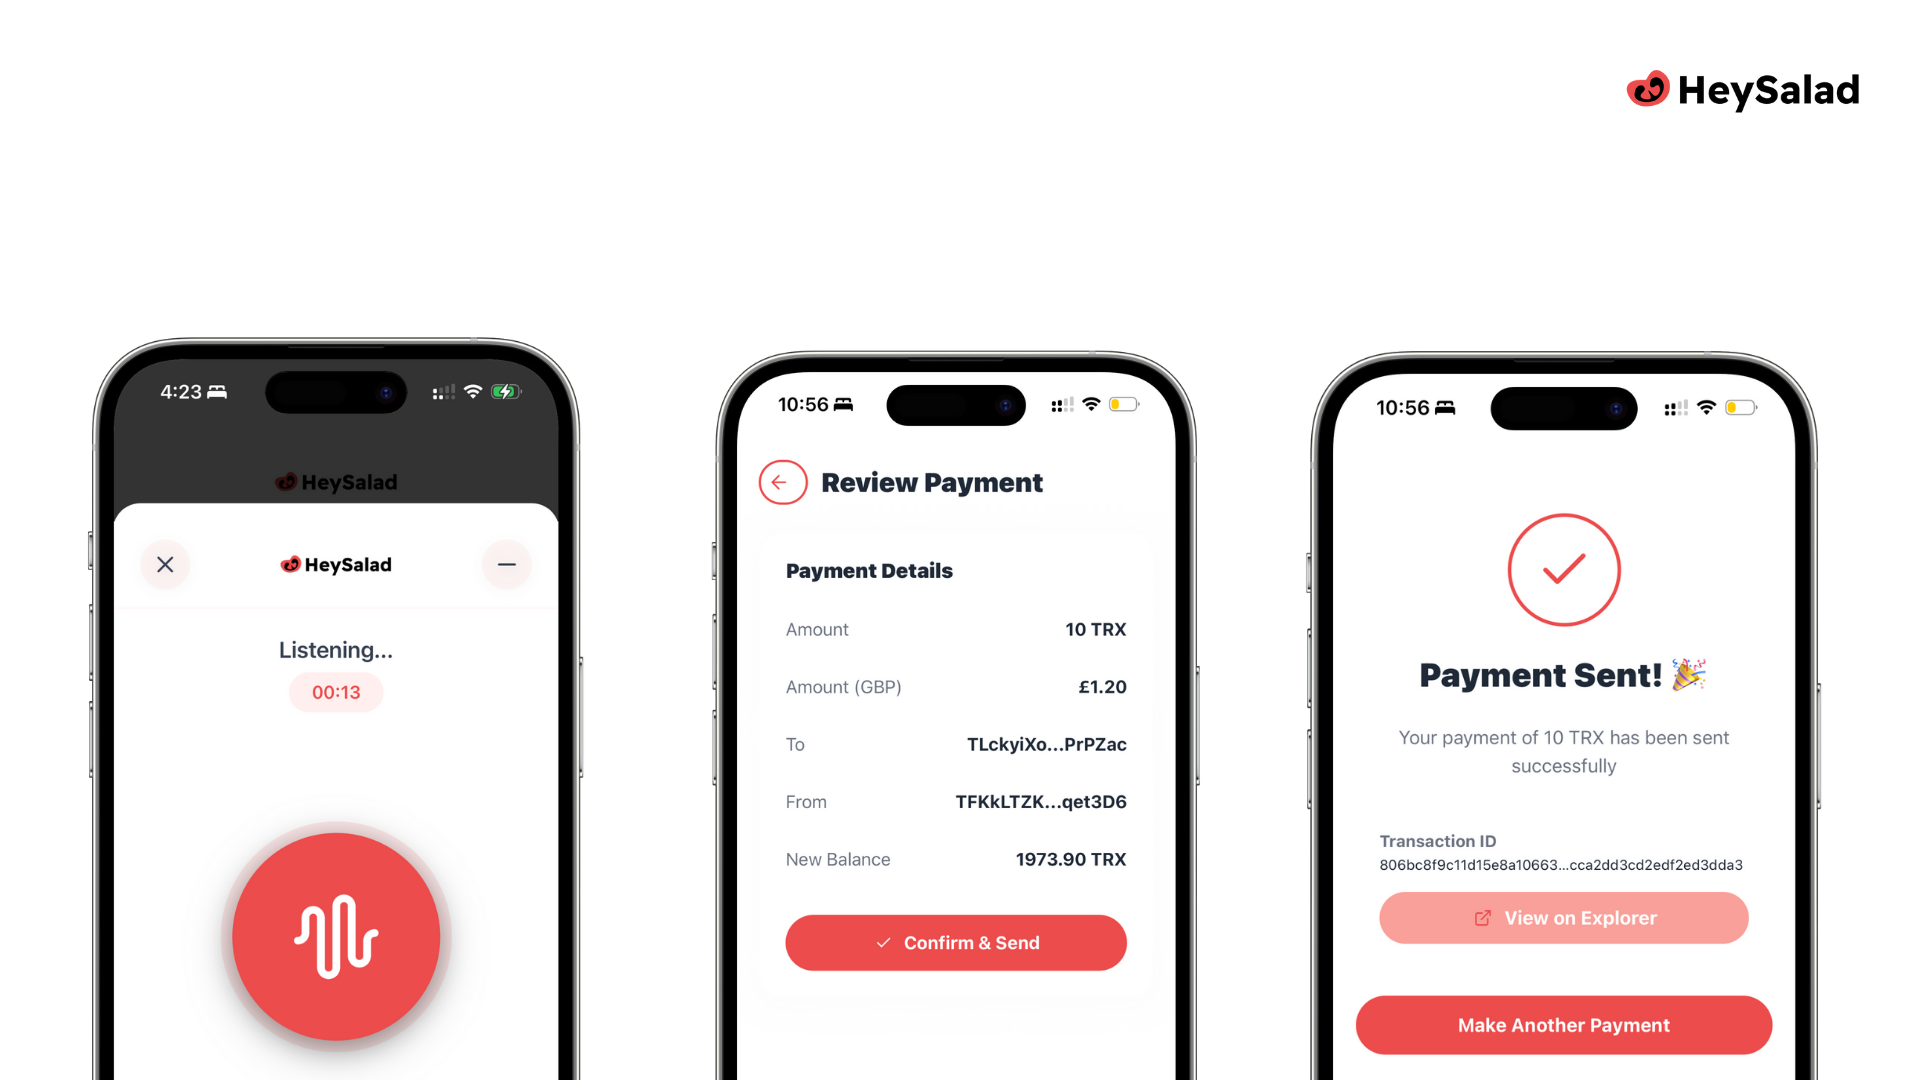 HeySalad
4:23
HeySalad
HeySalad
Listening...
00:13
10:56
Review Payment
Payment Details
Amount 10 TRX
Amount (GBP) £1.20
To TLckyiXo...PrPZac
From TFKkLTZK...qet3D6
New Balance 1973.90 TRX
Confirm & Send
10:56
Payment Sent! 🎉
Your payment of 10 TRX has been sent
successfully
Transaction ID
806bc8f9c11d15e8a10663...cca2dd3cd2edf2ed3dda3
View on Explorer
Make Another Payment